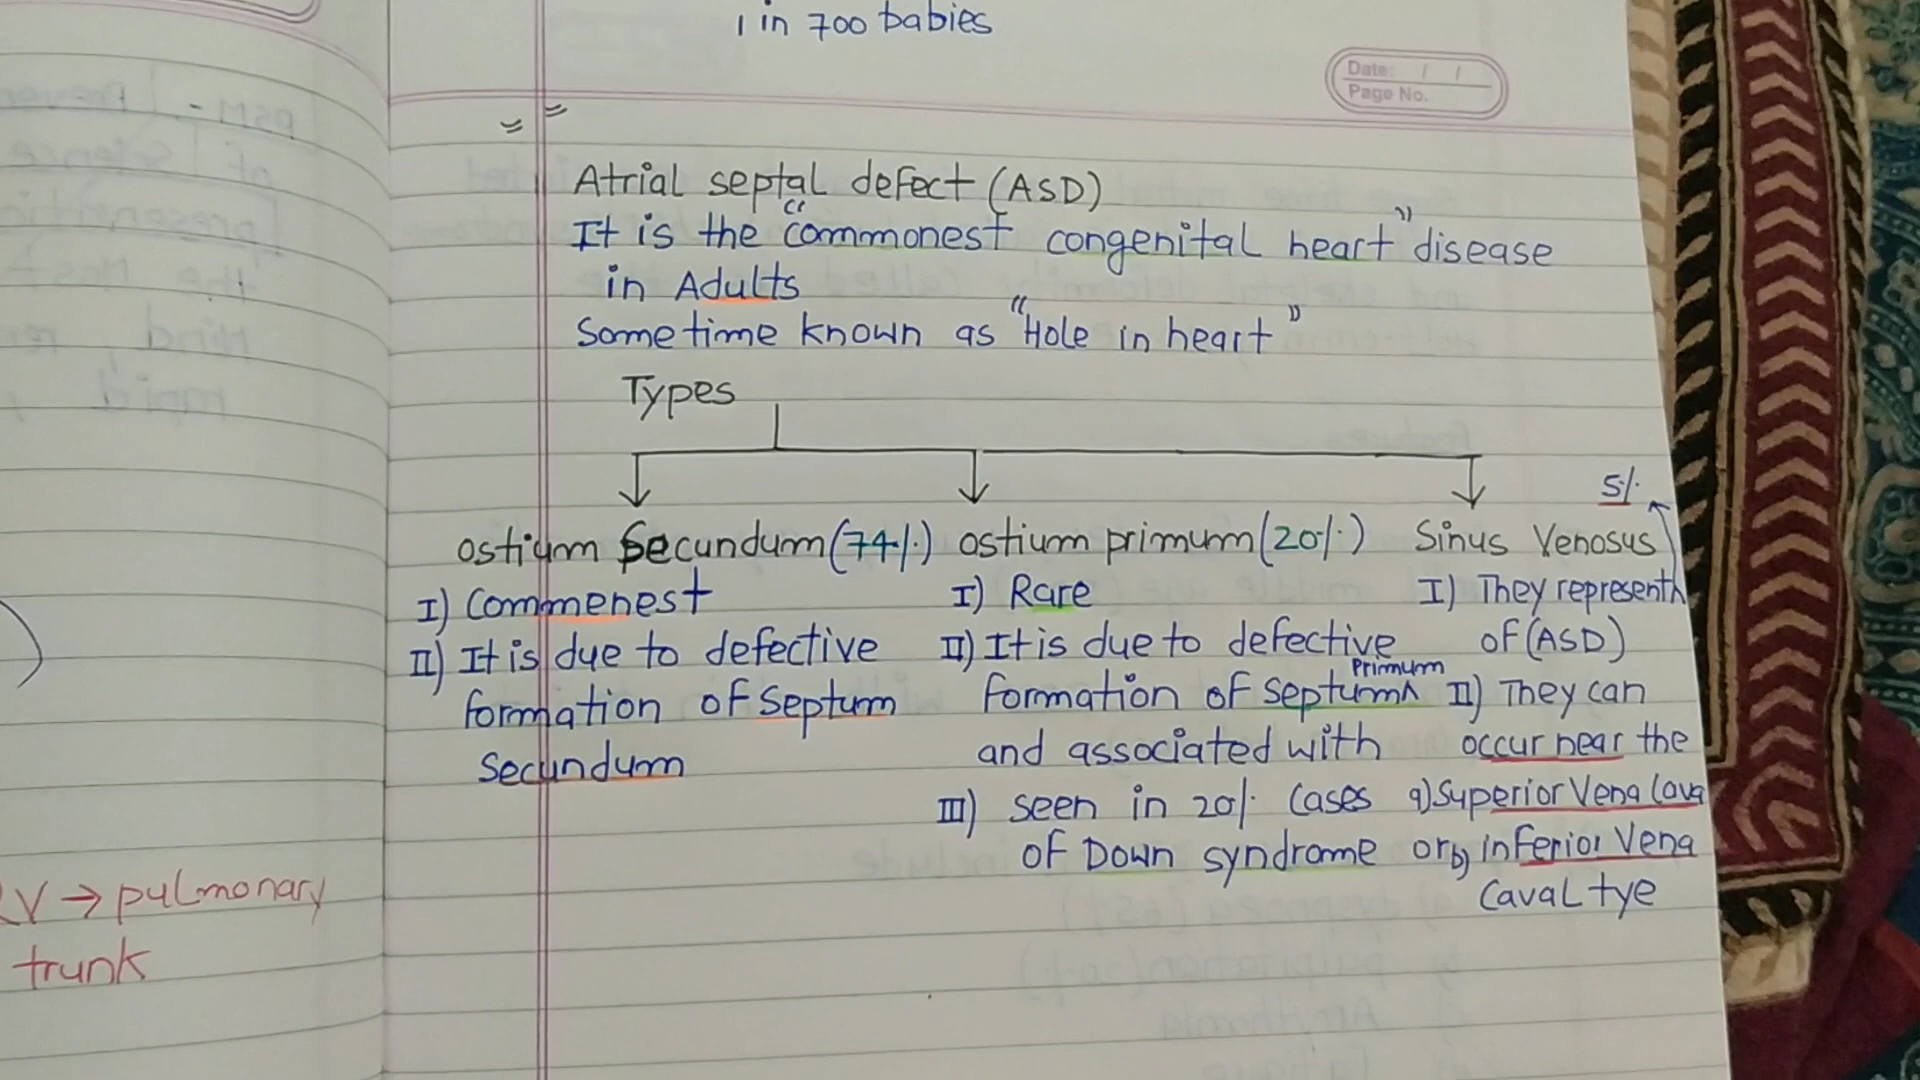 1 in 700 babies
Date: / /
Page No.
Atrial septal defect (ASD)
It is the "commonest congenital heart" disease
in Adults
Sometime known as "Hole in heart"
Types
5%
ostium Secundum (74%) ostium primum (20%) Sinus Venosus
I) Commenest
II) It is due to defective
formation of Septum
Secundum
I) Rare
II) It is due to defective
formation of septum Primum
and associated with
III) seen in 20% cases
of Down syndrome
I) They represent
of (ASD)
II) They can
occur near the
a) Superior Vena Cava
or b) inferior Vena
Caval tye
V → pulmonary
trunk